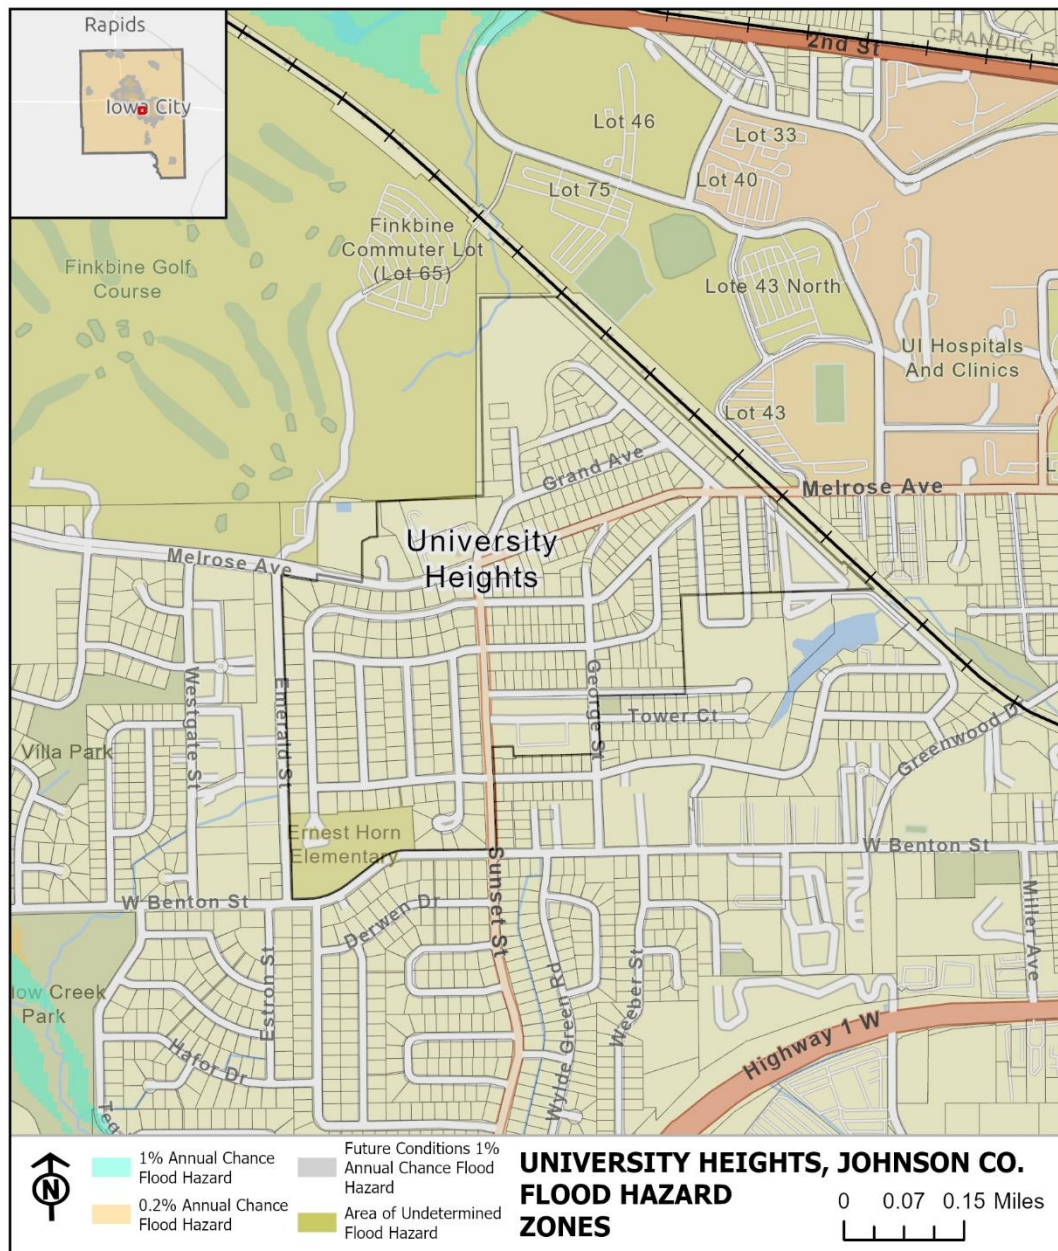 Rapids
Iowa City
2nd St
CRANDIC R
Lot 46
Lot 33
Lot 40
Lot 75
Finkbine
Commuter Lot
(Lot 65)
Finkbine Golf
Course
Lote 43 North
UI Hospitals
And Clinics
Lot 43
L
Grand Ave
Melrose Ave
University
Heights
Melrose Ave
Westgate St
Emerald St
George St
Tower Ct
Greenwood D
Villa Park
Ernest Horn
Elementary
W Benton St
W Benton St
Sunset St
Derwen Dr
Miller Ave
low Creek
Park
Estron St
Wylde Green Rd
Weeber St
Hafor Dr
Highway 1 W
Teg
N
1% Annual Chance
Flood Hazard
0.2% Annual Chance
Flood Hazard
Future Conditions 1%
Annual Chance Flood
Hazard
Area of Undetermined
Flood Hazard
UNIVERSITY HEIGHTS, JOHNSON CO.
FLOOD HAZARD
ZONES
0 0.07 0.15 Miles